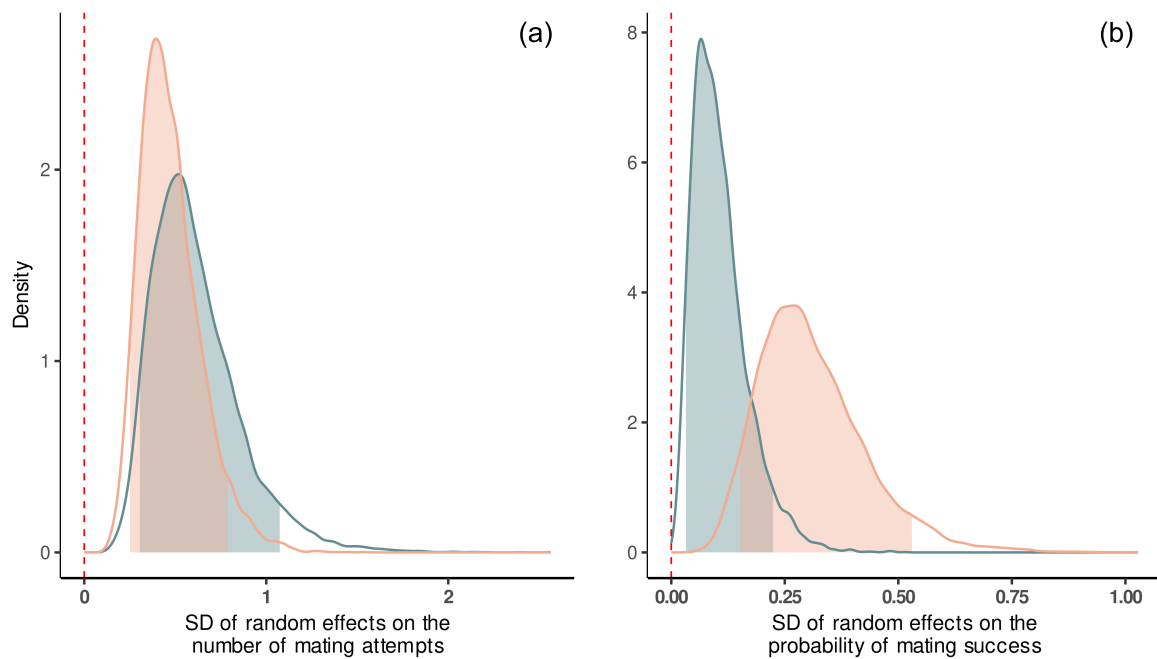 (a)
Density
2
1
0
0 1 2
SD of random effects on the
number of mating attempts
(b)
8
6
4
2
0
0.00 0.25 0.50 0.75 1.00
SD of random effects on the
probability of mating success